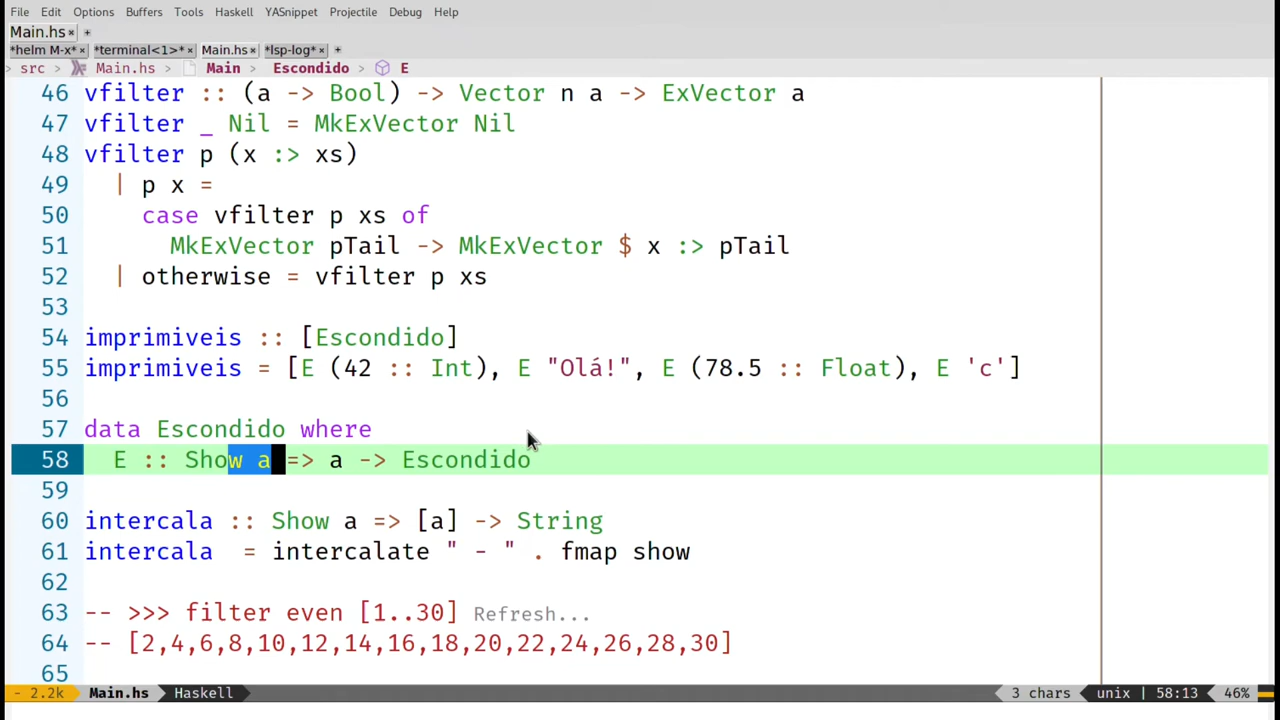 File Edit Options Buffers Tools Haskell YASnippet Projectile Debug Help
Main.hs × +
*helm M-x* × *terminal<1>* × Main.hs × *lsp-log* × +
> src > Main.hs > Main > Escondido > E
46 vfilter :: (a -> Bool) -> Vector n a -> ExVector a
47 vfilter _ Nil = MkExVector Nil
48 vfilter p (x :> xs)
49   | p x =
50     case vfilter p xs of
51       MkExVector pTail -> MkExVector $ x :> pTail
52   | otherwise = vfilter p xs
53
54 imprimiveis :: [Escondido]
55 imprimiveis = [E (42 :: Int), E "Olá!", E (78.5 :: Float), E 'c']
56
57 data Escondido where
58   E :: Show a => a -> Escondido
59
60 intercala :: Show a => [a] -> String
61 intercala  = intercalate " - " . fmap show
62
63 -- >>> filter even [1..30] Refresh...
64 -- [2,4,6,8,10,12,14,16,18,20,22,24,26,28,30]
65
- 2.2k Main.hs Haskell 3 chars unix | 58:13 46%